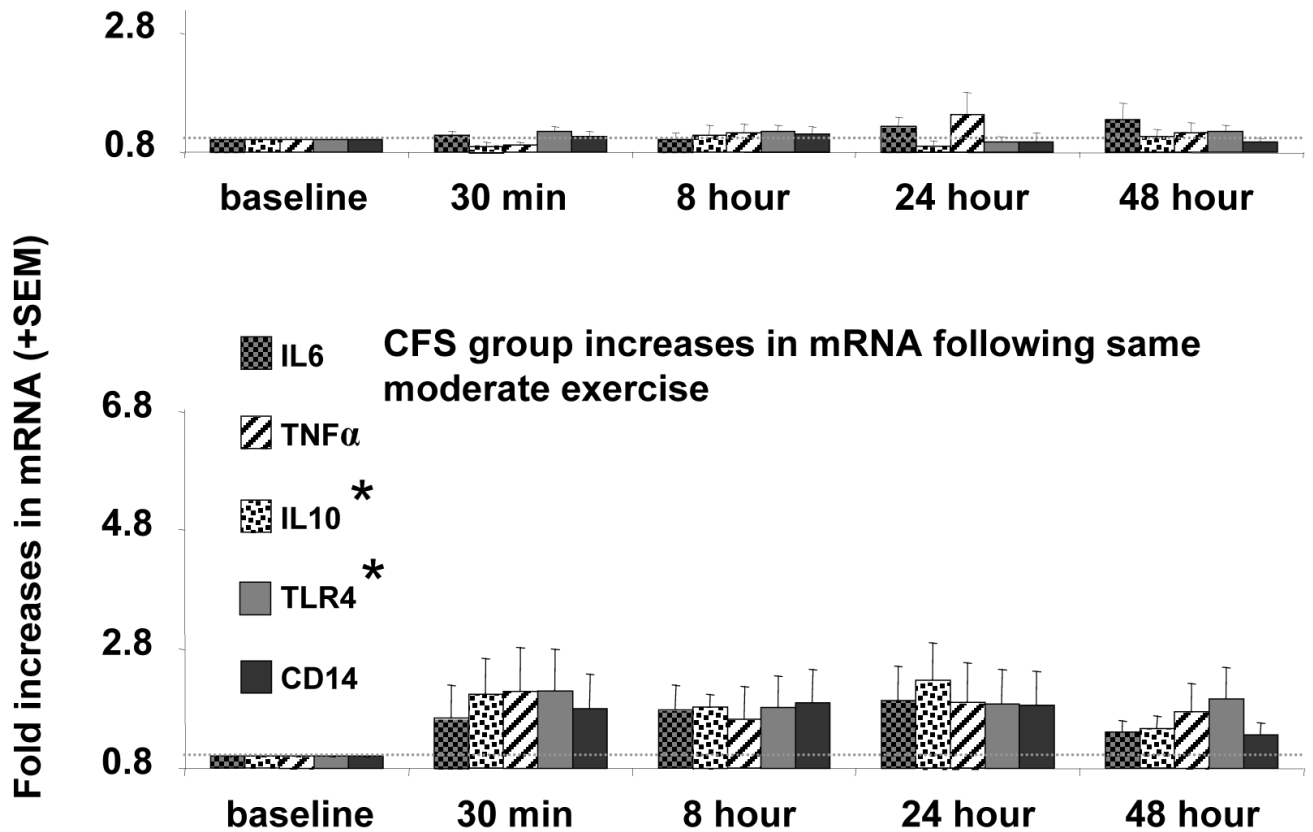 2.8
0.8
baseline 30 min 8 hour 24 hour 48 hour
Fold increases in mRNA (+SEM)
CFS group increases in mRNA following same
moderate exercise
IL6
TNFα
IL10 *
TLR4 *
CD14
6.8
4.8
2.8
0.8
baseline 30 min 8 hour 24 hour 48 hour